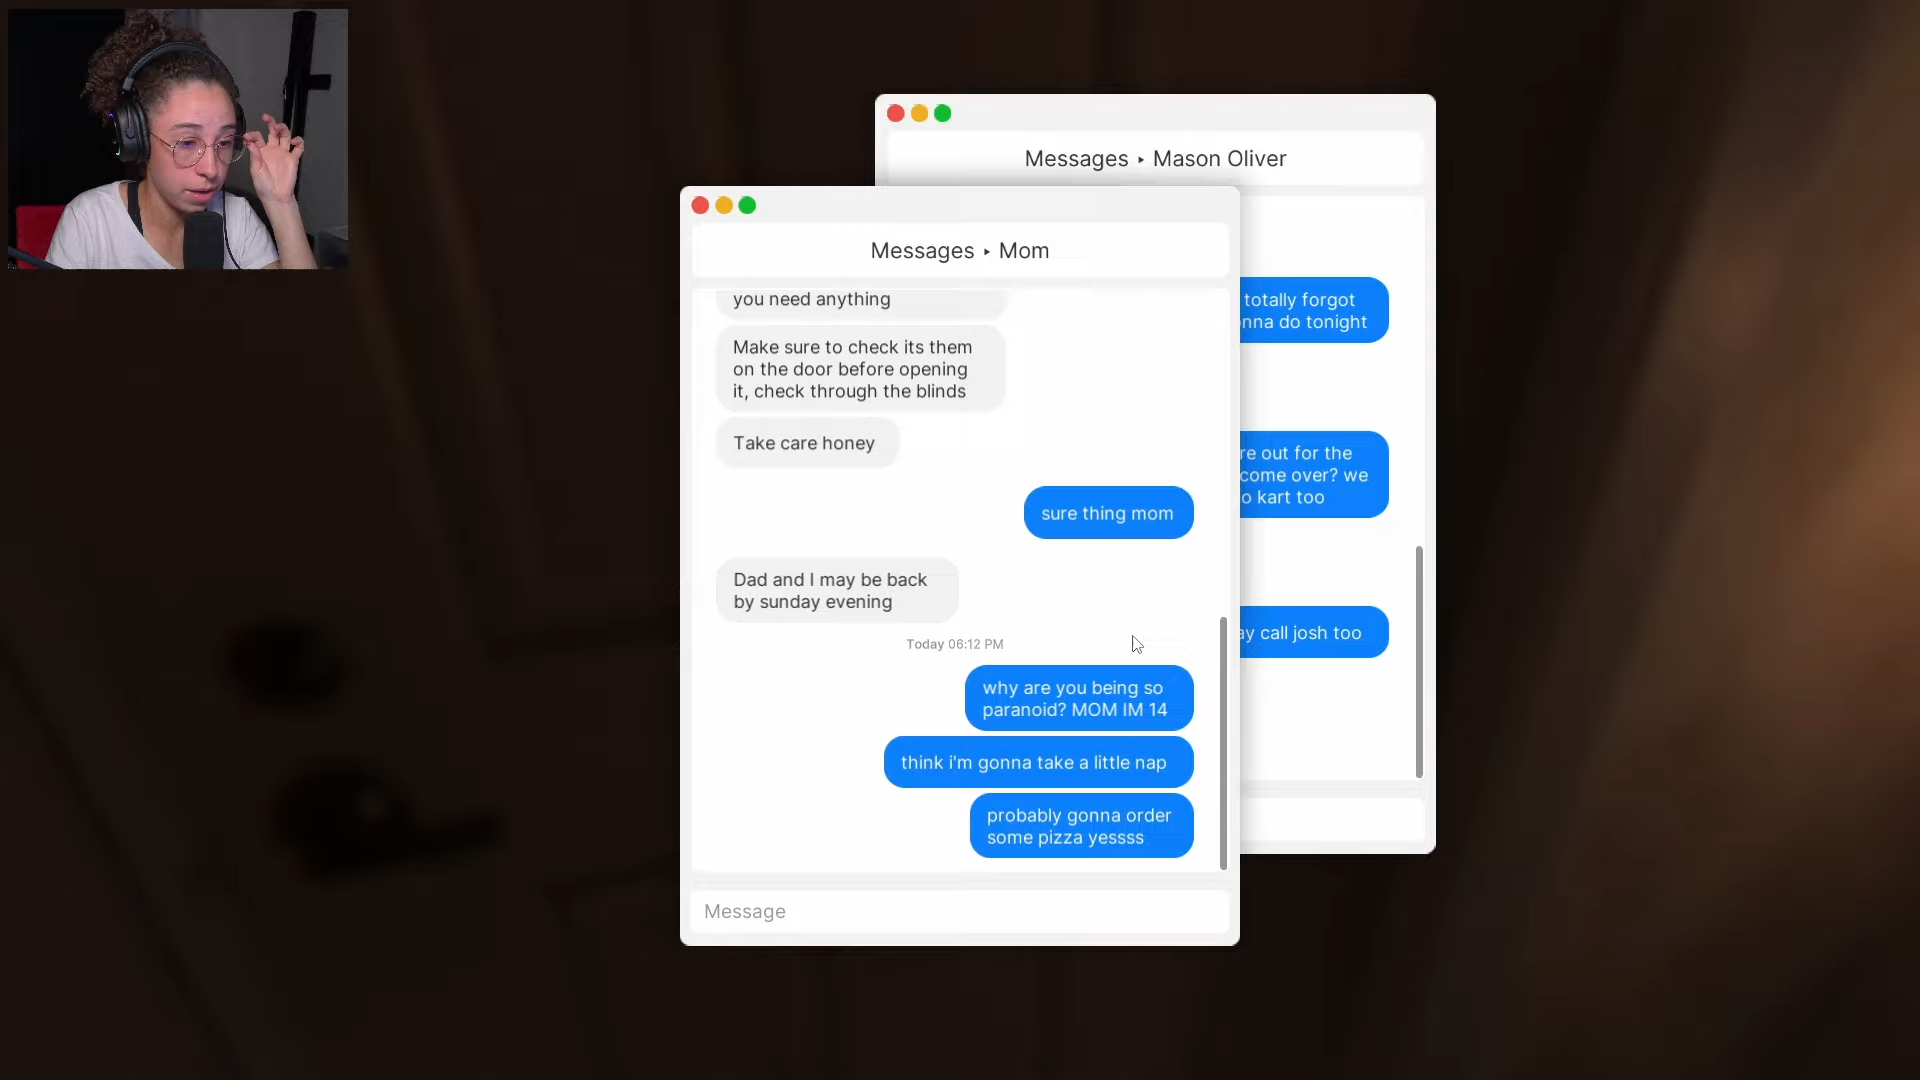 Messages ‣ Mason Oliver
Messages ‣ Mom
you need anything
Make sure to check its them
on the door before opening
it, check through the blinds
Take care honey
sure thing mom
Dad and I may be back
by sunday evening
Today 06:12 PM
why are you being so
paranoid? MOM IM 14
think i'm gonna take a little nap
probably gonna order
some pizza yessss
Message
totally forgot
do tonight
out for the
come over? we
kart too
call josh too